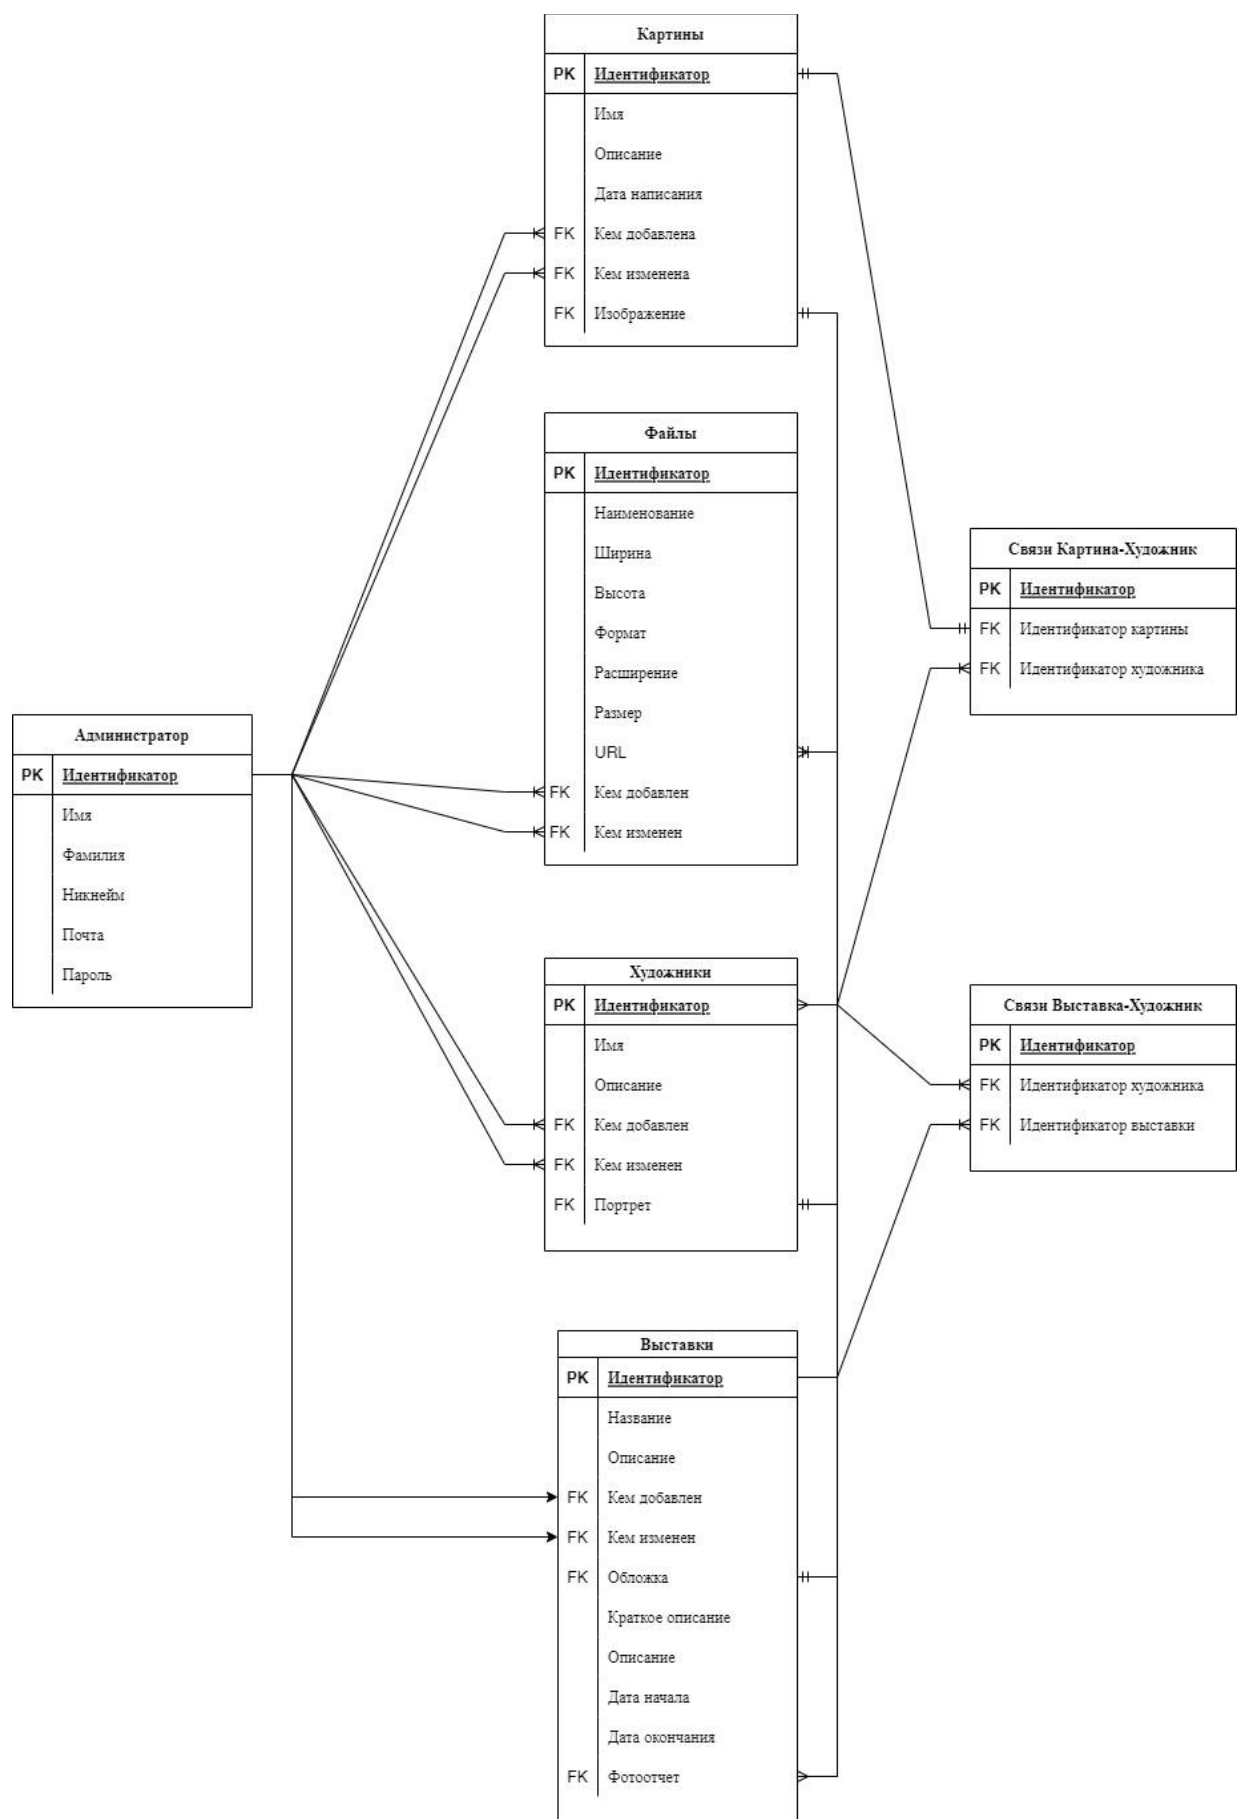 Картины
PK Идентификатор
Имя
Описание
Дата написания
FK Кем добавлена
FK Кем изменена
FK Изображение
Файлы
PK Идентификатор
Наименование
Ширина
Высота
Формат
Расширение
Размер
URL
FK Кем добавлен
FK Кем изменен
Связи Картина-Художник
PK Идентификатор
FK Идентификатор картины
FK Идентификатор художника
Администратор
PK Идентификатор
Имя
Фамилия
Никнейм
Почта
Пароль
Художники
PK Идентификатор
Имя
Описание
FK Кем добавлен
FK Кем изменен
FK Портрет
Связи Выставка-Художник
PK Идентификатор
FK Идентификатор художника
FK Идентификатор выставки
Выставки
PK Идентификатор
Название
Описание
FK Кем добавлен
FK Кем изменен
FK Обложка
Краткое описание
Описание
Дата начала
Дата окончания
FK Фотоотчет